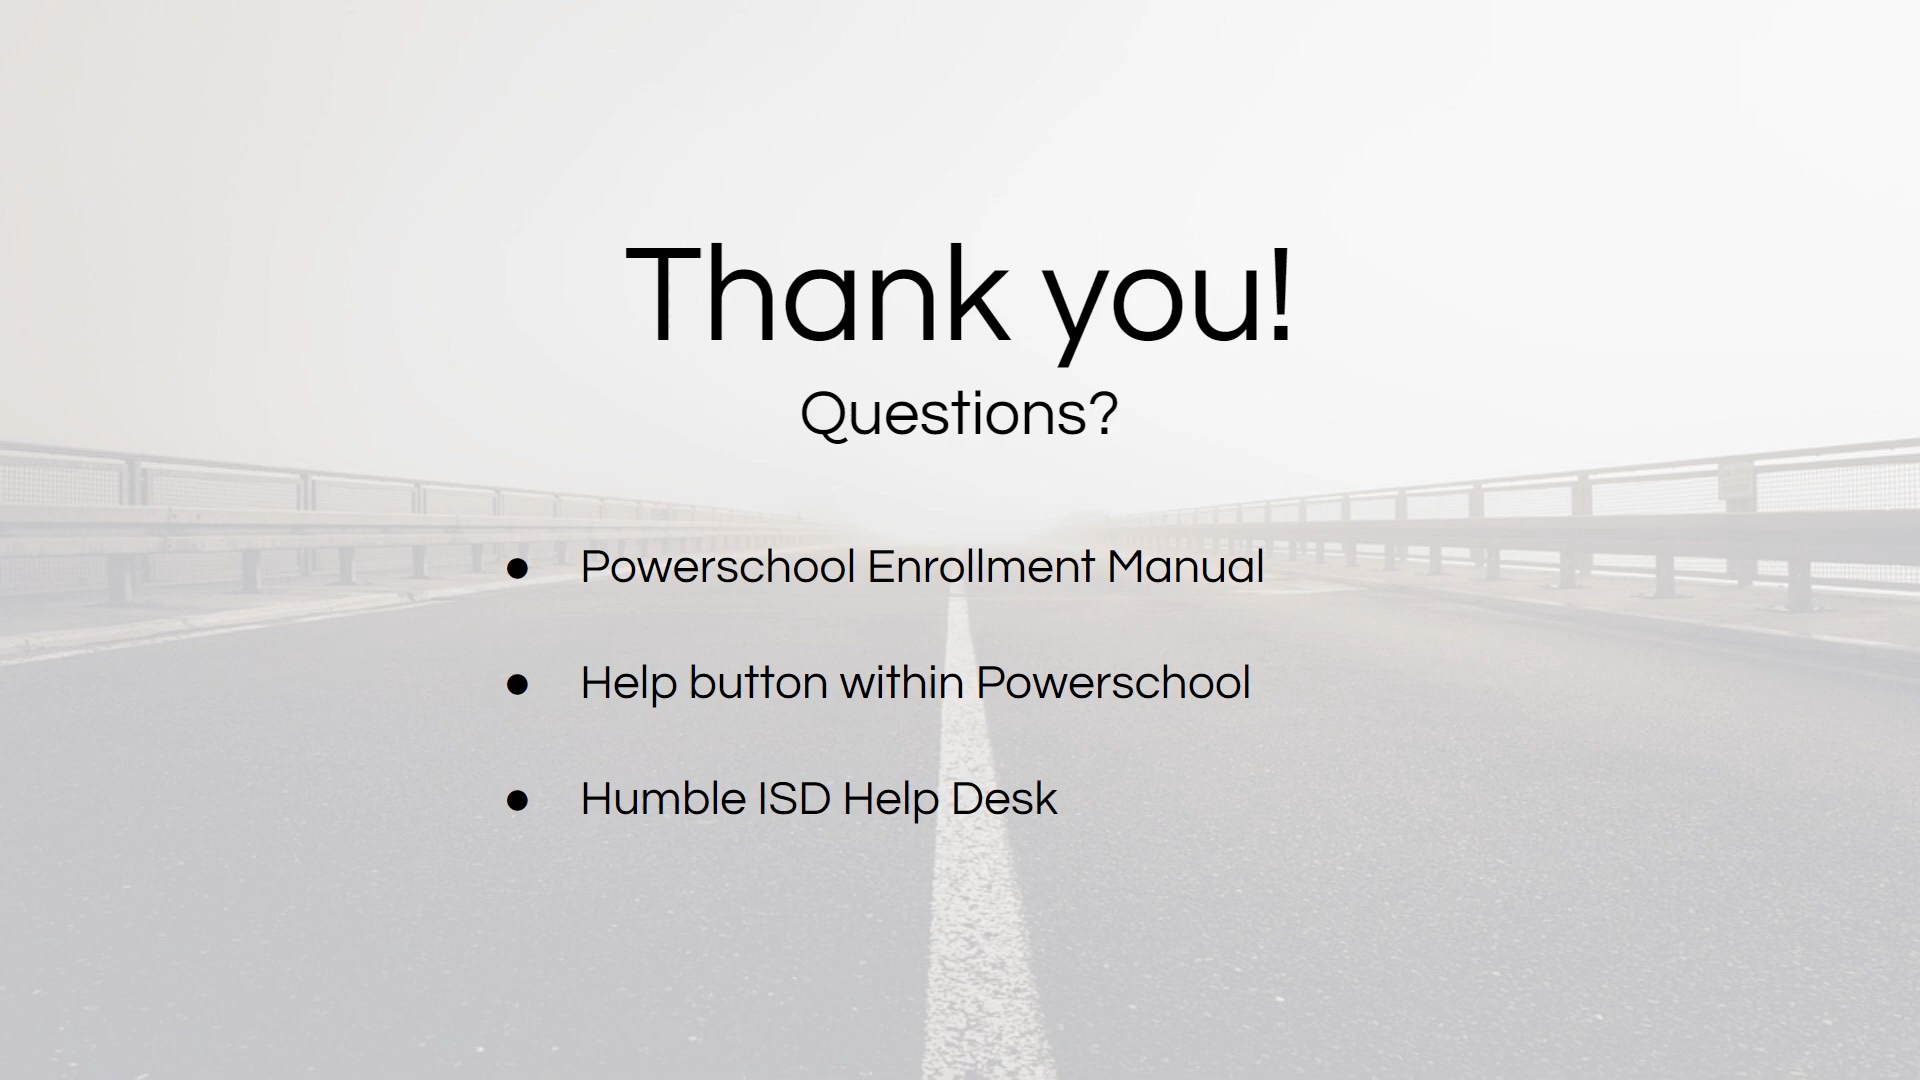 Thank you!
Questions?
● Powerschool Enrollment Manual
● Help button within Powerschool
● Humble ISD Help Desk